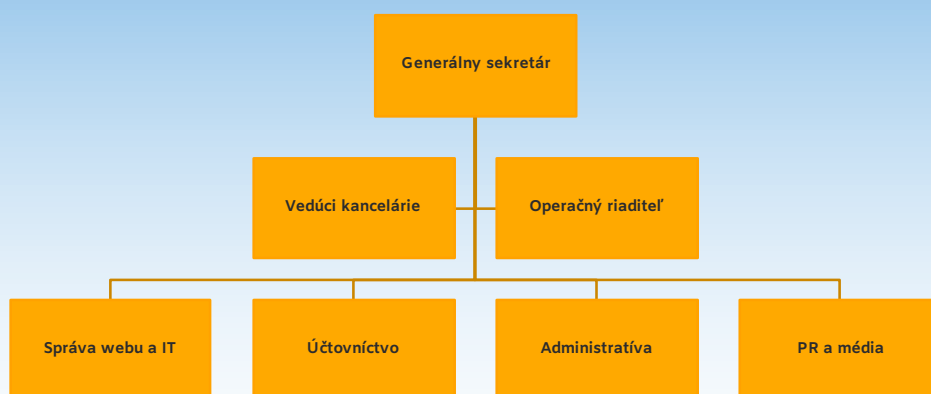 Generálny sekretár
Vedúci kancelárie
Operačný riaditeľ
Správa webu a IT
Účtovníctvo
Administratíva
PR a média